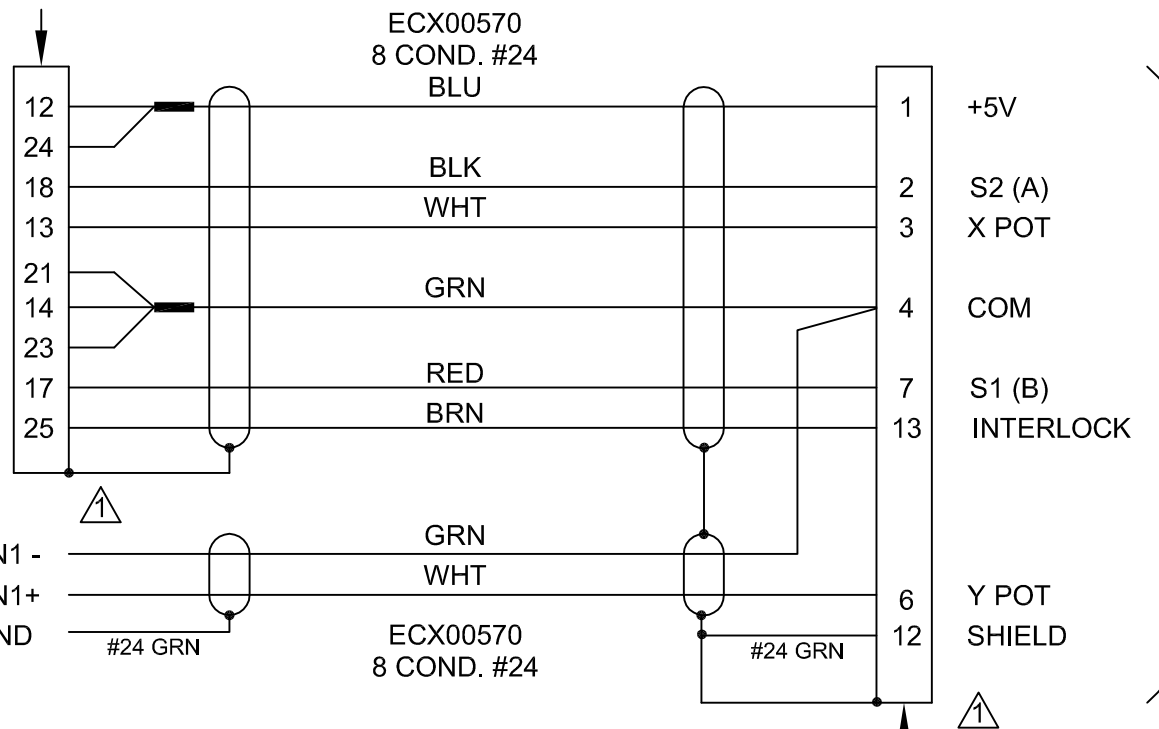 ECX00570
8 COND. #24
12 BLU 1 +5V
24
18 BLK 2 S2 (A)
13 WHT 3 X POT
21
14 GRN 4 COM
23
17 RED 7 S1 (B)
25 BRN 13 INTERLOCK
1
N1 - GRN
N1+ WHT 6 Y POT
ND #24 GRN ECX00570 #24 GRN 12 SHIELD
8 COND. #24
1